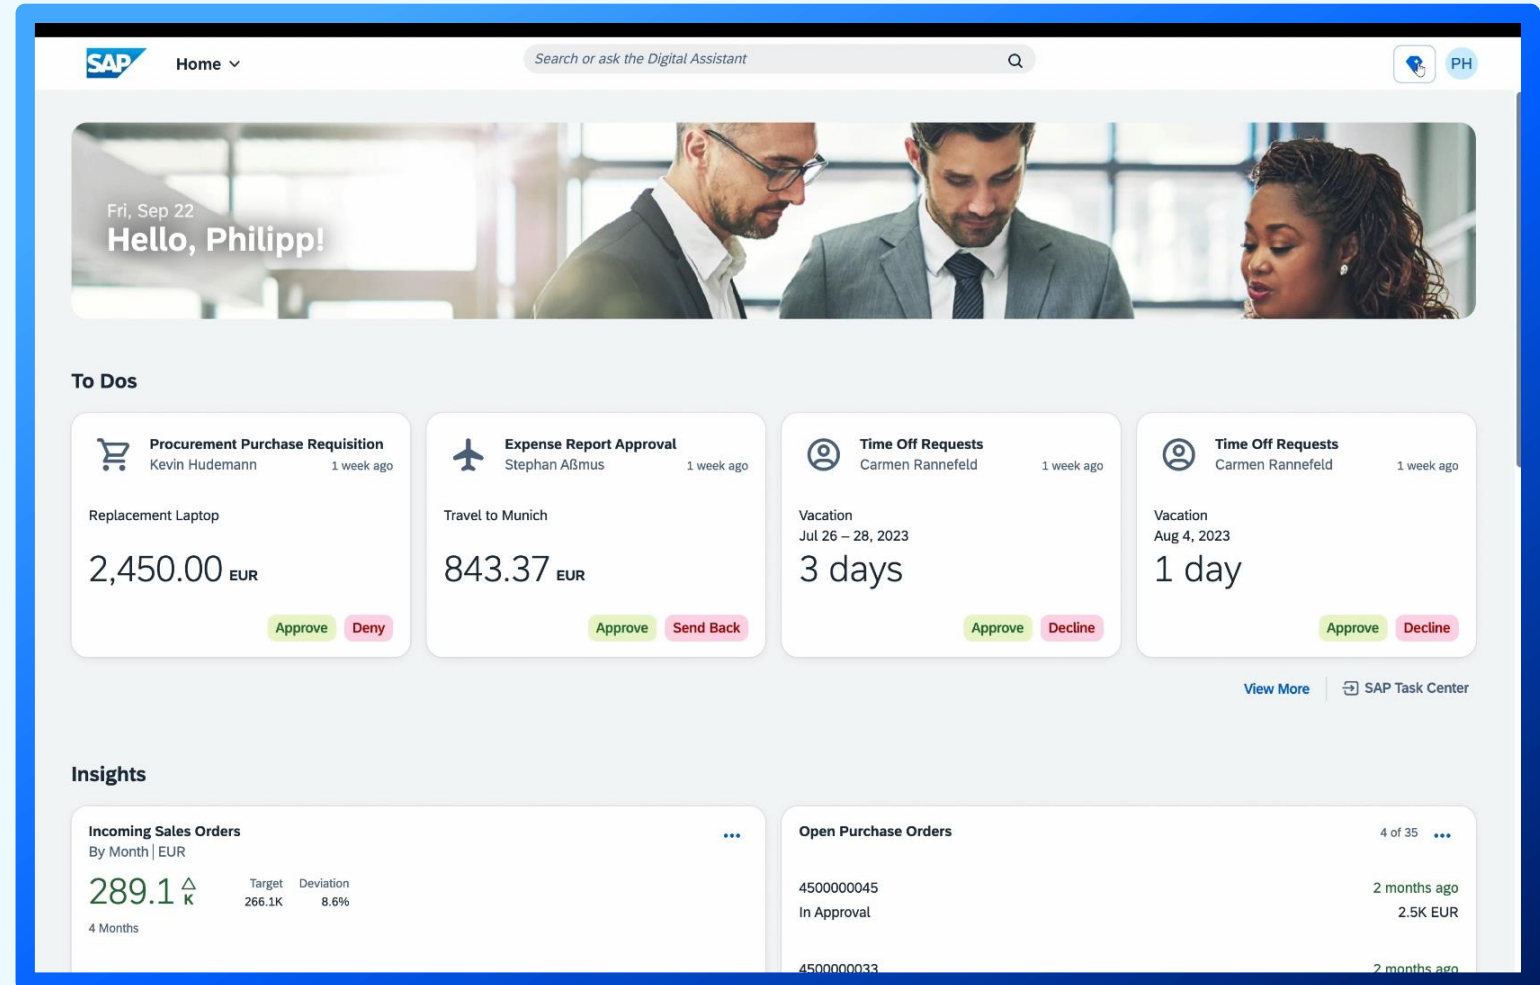 SAP
Home
Search or ask the Digital Assistant
PH
Fri, Sep 22
Hello, Philipp!
To Dos
Procurement Purchase Requisition
Kevin Hudemann 1 week ago
Replacement Laptop
2,450.00 EUR
Approve Deny
Expense Report Approval
Stephan Aßmus 1 week ago
Travel to Munich
843.37 EUR
Approve Send Back
Time Off Requests
Carmen Rannefeld 1 week ago
Vacation
Jul 26 – 28, 2023
3 days
Approve Decline
Time Off Requests
Carmen Rannefeld 1 week ago
Vacation
Aug 4, 2023
1 day
Approve Decline
View More SAP Task Center
Insights
Incoming Sales Orders
By Month | EUR
289.1 K
Target Deviation
266.1K 8.6%
4 Months
Open Purchase Orders 4 of 35
4500000045 2 months ago
In Approval 2.5K EUR
4500000033 2 months ago